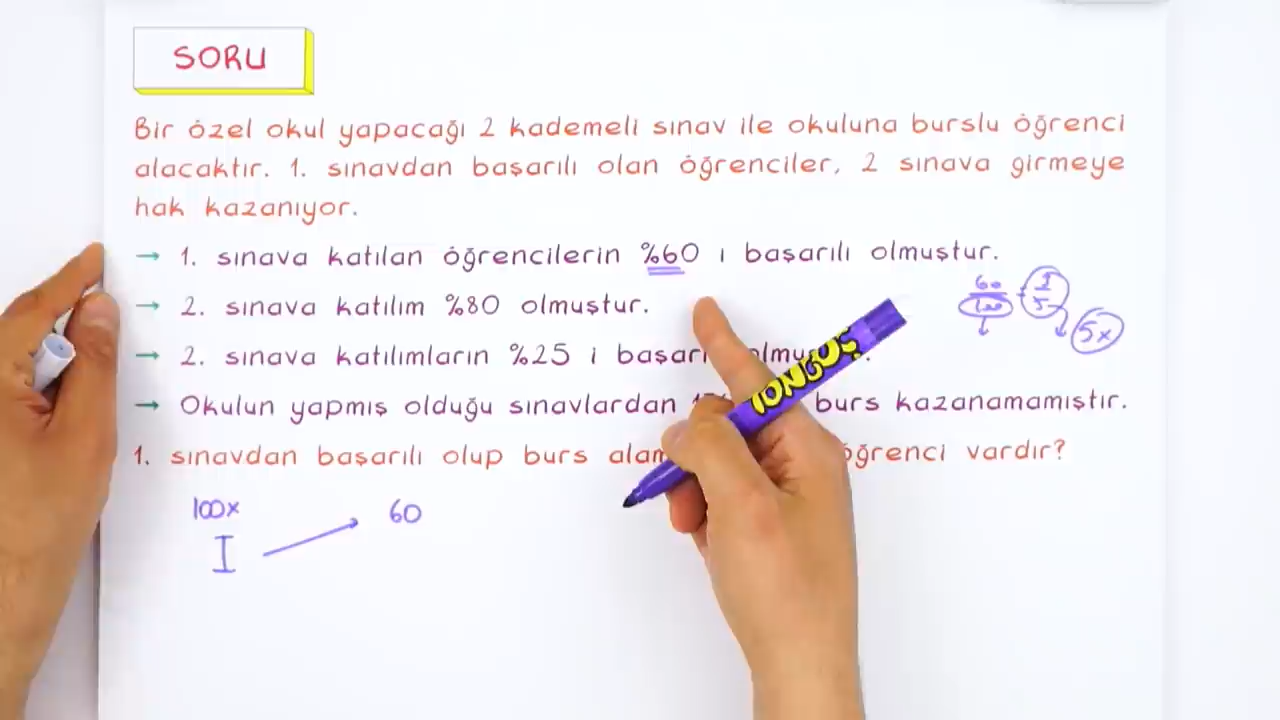 SORU
Bir özel okul yapacağı 2 kademeli sınav ile okuluna burslu öğrenci
alacaktır. 1. sınavdan başarılı olan öğrenciler, 2 sınava girmeye
hak kazanıyor.
→ 1. sınava katılan öğrencilerin %60 ı başarılı olmuştur.
→ 2. sınava katılım %80 olmuştur.
→ 2. sınava katılımların %25 i
→ Okulun yapmış olduğu sınavlardan burs kazanamamıştır.
1. sınavdan başarılı olup burs öğrenci vardır?
60
5x
100x
60
I
TONGUÇ